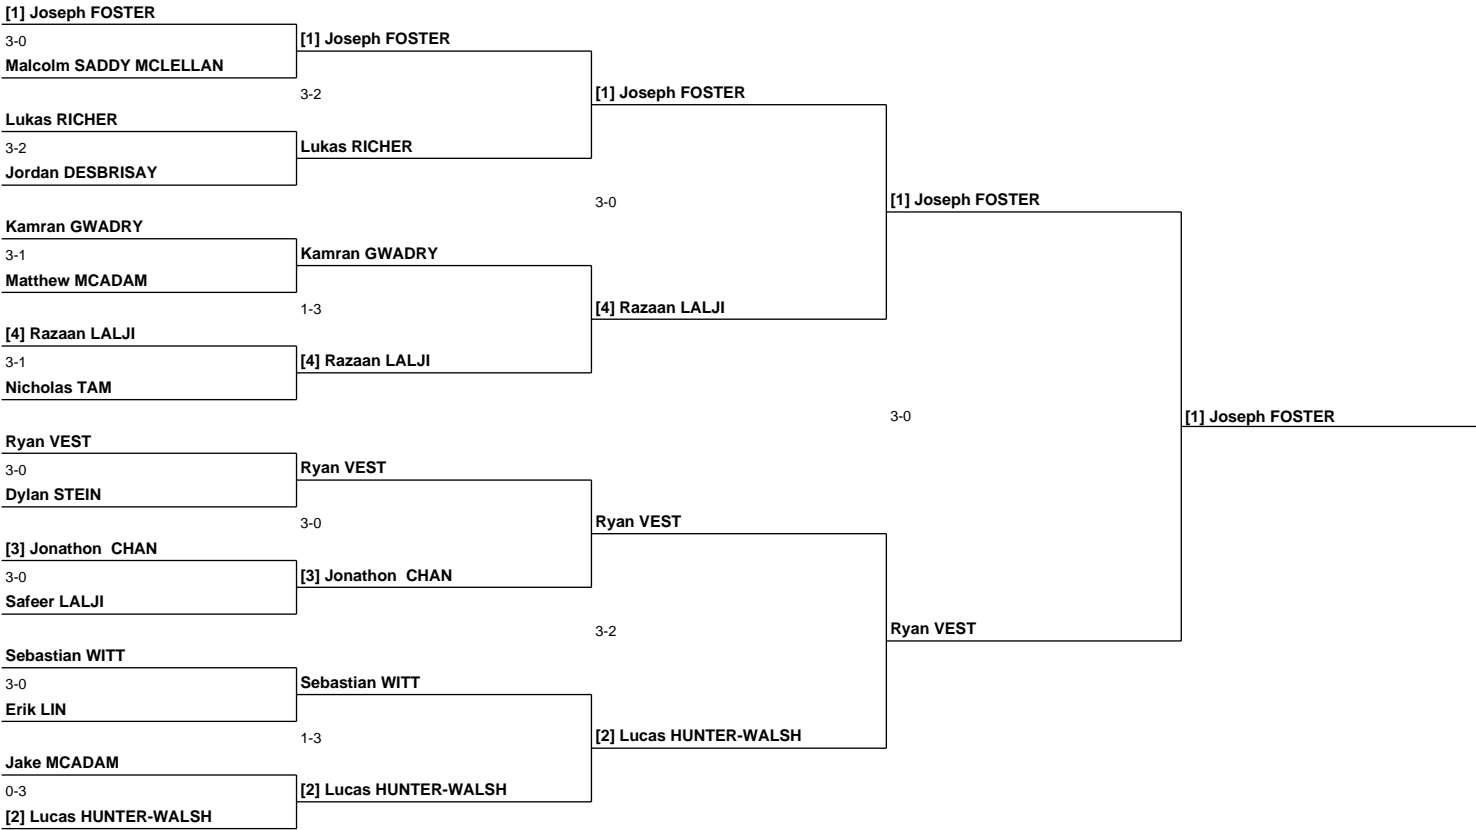 [1] Joseph FOSTER
3-0
[1] Joseph FOSTER
Malcolm SADDY MCLELLAN
3-2
[1] Joseph FOSTER
Lukas RICHER
3-2
Lukas RICHER
Jordan DESBRISAY
3-0
[1] Joseph FOSTER
Kamran GWADRY
3-1
Kamran GWADRY
Matthew MCADAM
1-3
[4] Razaan LALJI
[4] Razaan LALJI
3-1
[4] Razaan LALJI
Nicholas TAM
3-0
[1] Joseph FOSTER
Ryan VEST
3-0
Ryan VEST
Dylan STEIN
3-0
Ryan VEST
[3] Jonathon  CHAN
3-0
[3] Jonathon  CHAN
Safeer LALJI
3-2
Ryan VEST
Sebastian WITT
3-0
Sebastian WITT
Erik LIN
1-3
[2] Lucas HUNTER-WALSH
Jake MCADAM
0-3
[2] Lucas HUNTER-WALSH
[2] Lucas HUNTER-WALSH